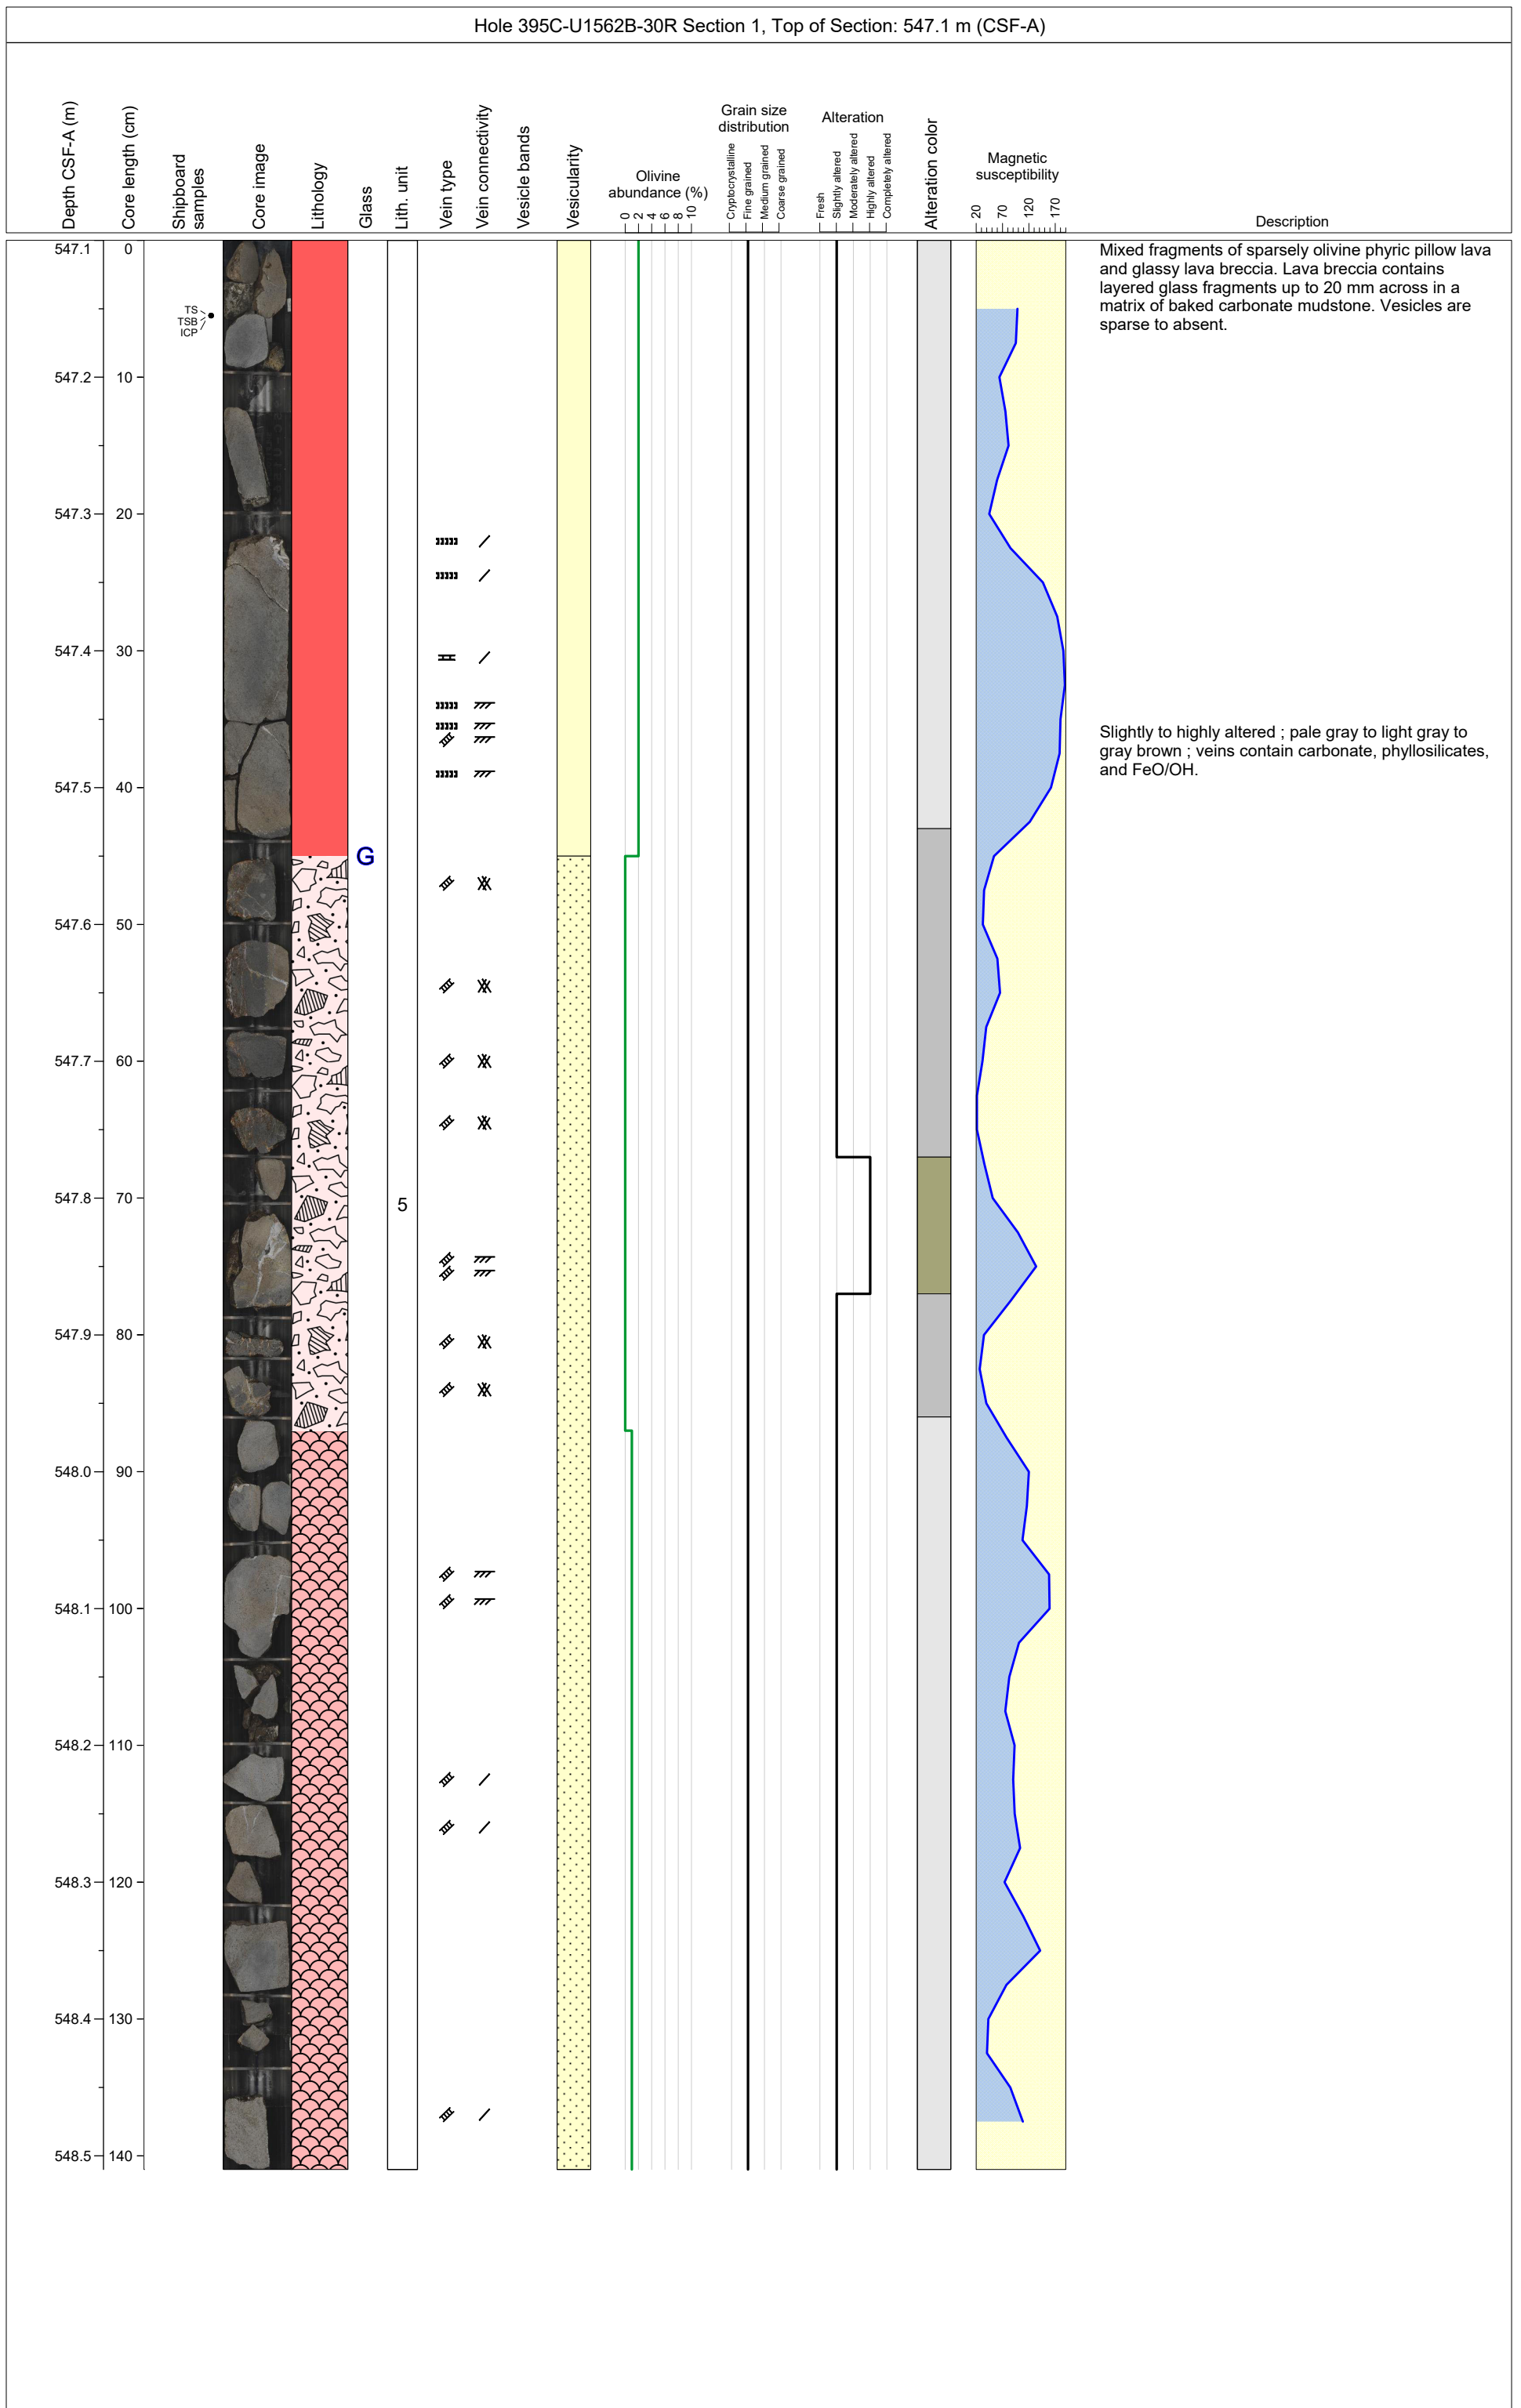 Hole 395C-U1562B-30R Section 1, Top of Section: 547.1 m (CSF-A)
Depth CSF-A (m)
Core length (cm)
Shipboard
samples
Core image
Lithology
Glass
Lith. unit
Vein type
Vein connectivity
Vesicle bands
Vesicularity
Olivine
abundance (%)
0 2 4 6 8 10
Grain size
distribution
Cryptocrystalline
Fine grained
Medium grained
Coarse grained
Alteration
Fresh
Slightly altered
Moderately altered
Highly altered
Completely altered
Alteration color
Magnetic
susceptibility
20 70 120 170
Description
547.1 0
TS
TSB
ICP
Mixed fragments of sparsely olivine phyric pillow lava
and glassy lava breccia. Lava breccia contains
layered glass fragments up to 20 mm across in a
matrix of baked carbonate mudstone. Vesicles are
sparse to absent.
547.2 10
547.3 20
547.4 30
Slightly to highly altered ; pale gray to light gray to
gray brown ; veins contain carbonate, phyllosilicates,
and FeO/OH.
547.5 40
G
547.6 50
547.7 60
547.8 70
5
547.9 80
548.0 90
548.1 100
548.2 110
548.3 120
548.4 130
548.5 140